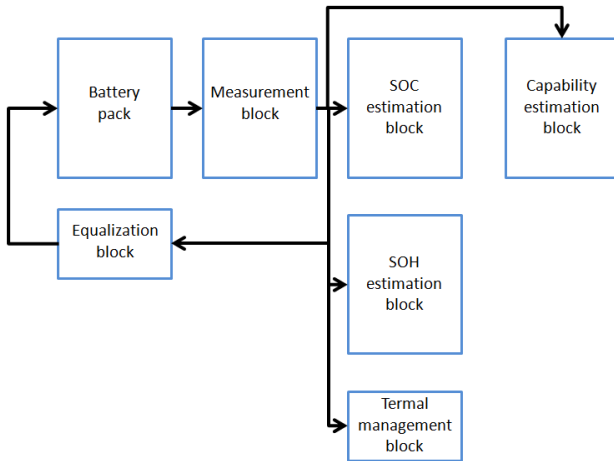 Battery
pack
Measurement
block
SOC
estimation
block
Capability
estimation
block
Equalization
block
SOH
estimation
block
Termal
management
block